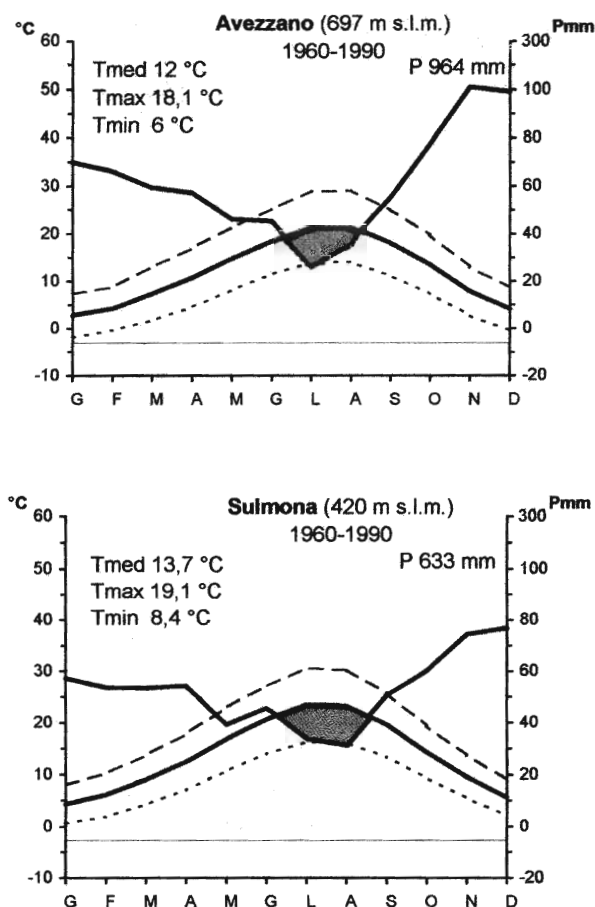 °C
Avezzano (697 m s.l.m.)
Pmm
1960-1990
Tmed 12 °C
P 964 mm
Tmax 18,1 °C
Tmin 6 °C
60
50
40
30
20
10
0
-10
300
100
80
60
40
20
0
-20
G F M A M G L A S O N D
°C
Sulmona (420 m s.l.m.)
Pmm
1960-1990
Tmed 13,7 °C
P 633 mm
Tmax 19,1 °C
Tmin 8,4 °C
60
50
40
30
20
10
0
-10
300
100
80
60
40
20
0
-20
G F M A M G L A S O N D